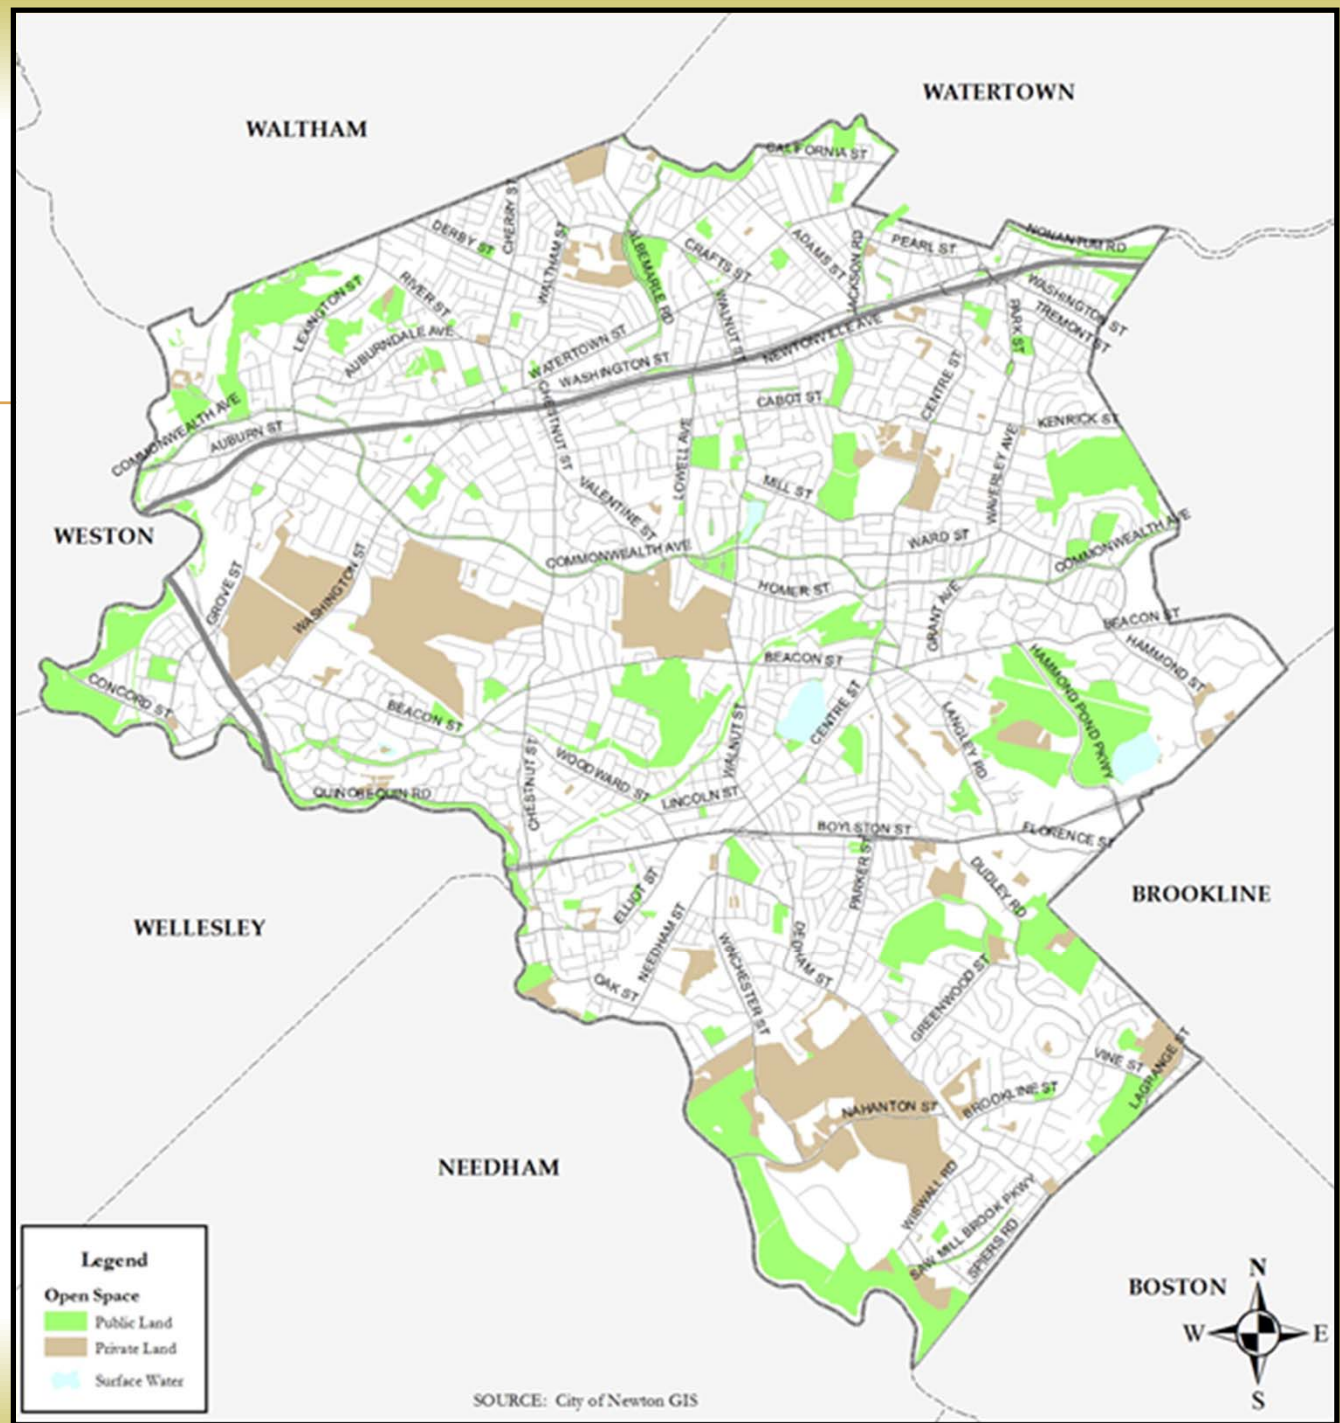 WATERTOWN
WALTHAM
CALIFORNIA ST
CHERRY ST
DERBY ST
WALTHAM ST
ALBEMARLE RD
CRAFTS ST
ADAMS ST
JACKSON RD
PEARL ST
NONANTUM RD
LEXINGTON ST
RIVER ST
AUBURNDALE AVE
WALNUT ST
WASHINGTON ST
TREMONT ST
PARK ST
WATERTOWN ST
WASHINGTON ST
NEWTONVILLE AVE
COMMONWEALTH AVE
AUBURN ST
CHESTNUT ST
CABOT ST
CENTRE ST
KENRICK ST
LOWELL AVE
WAVERLEY AVE
MILL ST
VALENTINE ST
WESTON
COMMONWEALTH AVE
WARD ST
COMMONWEALTH AVE
GROVE ST
WASHINGTON ST
HOMER ST
GRANT AVE
BEACON ST
HAMMOND ST
BEACON ST
HAMMOND POND PKWY
CONCORD ST
BEACON ST
CENTRE ST
LANGLEY RD
WALNUT ST
WOODWARD ST
CHESTNUT ST
QUINOBEQUIN RD
LINCOLN ST
BOYLSTON ST
FLORENCE ST
PARKER ST
DUDLEY RD
ELLIOT ST
BROOKLINE
WELLESLEY
NEEDHAM ST
WINCHESTER ST
DEDHAM ST
OAK ST
GREENWOOD ST
VINE ST
LAGRANGE ST
BROOKLINE ST
NAHANTON ST
NEEDHAM
WISWALL RD
SAW MILL BROOK PKWY
SPIERS RD
BOSTON
N
W
E
S
Legend
Open Space
Public Land
Private Land
Surface Water
SOURCE: City of Newton GIS